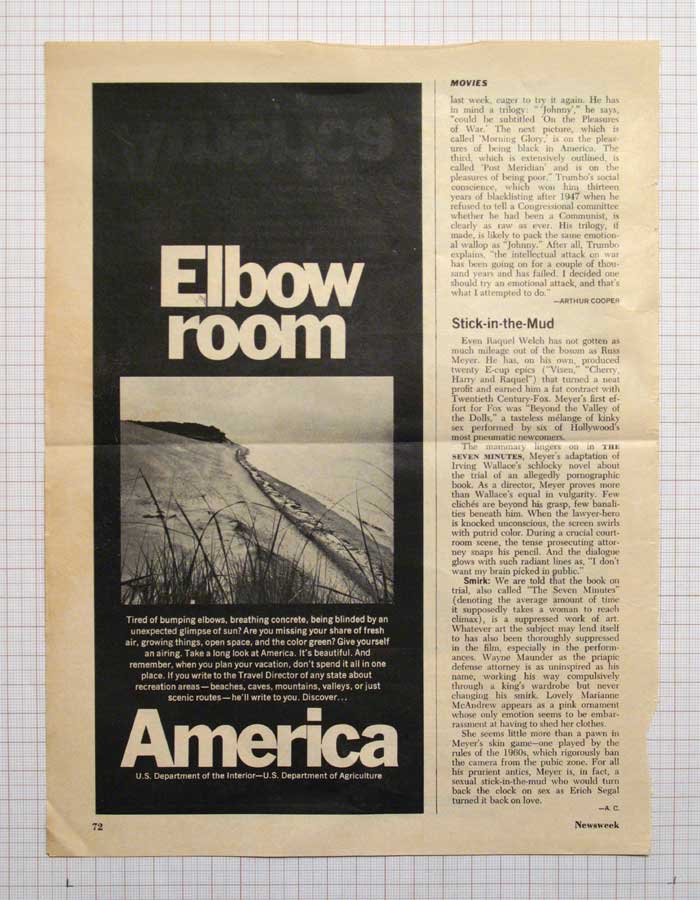 Elbow
room
Tired of bumping elbows, breathing concrete, being blinded by an
unexpected glimpse of sun? Are you missing your share of fresh
air, growing things, open space, and the color green? Give yourself
an airing. Take a long look at America. It's beautiful. And
remember, when you plan your vacation, don't spend it all in one
place. If you write to the Travel Director of any state about
recreation areas—beaches, caves, mountains, valleys, or just
scenic routes—he'll write to you. Discover...
America
U.S. Department of the Interior—U.S. Department of Agriculture
72
MOVIES
last week, eager to try it again. He has
in mind a trilogy: "'Johnny'," he says,
"could be subtitled 'On the Pleasures
of War.' The next picture, which is
called 'Morning Glory,' is on the pleas-
ures of being black in America. The
third, which is extensively outlined, is
called 'Post Meridian' and is on the
pleasures of being poor." Trumbo's social
conscience, which won him thirteen
years of blacklisting after 1947 when he
refused to tell a Congressional committee
whether he had been a Communist, is
clearly as raw as ever. His trilogy, if
made, is likely to pack the same emotion-
al wallop as "Johnny." After all, Trumbo
explains, "the intellectual attack on war
has been going on for a couple of thou-
sand years and has failed. I decided one
should try an emotional attack, and that's
what I attempted to do."
—ARTHUR COOPER
Stick-in-the-Mud
Even Raquel Welch has not gotten as
much mileage out of the bosom as Russ
Meyer. He has, on his own, produced
twenty E-cup epics ("Vixen," "Cherry,
Harry and Raquel") that turned a neat
profit and earned him a fat contract with
Twentieth Century-Fox. Meyer's first ef-
fort for Fox was "Beyond the Valley of
the Dolls," a tasteless mélange of kinky
sex performed by six of Hollywood's
most pneumatic newcomers.
The mammary lingers on in THE
SEVEN MINUTES, Meyer's adaptation of
Irving Wallace's schlocky novel about
the trial of an allegedly pornographic
book. As a director, Meyer proves more
than Wallace's equal in vulgarity. Few
clichés are beyond his grasp, few banali-
ties beneath him. When the lawyer-hero
is knocked unconscious, the screen swirls
with putrid color. During a crucial court-
room scene, the tense prosecuting attor-
ney snaps his pencil. And the dialogue
glows with such radiant lines as, "I don't
want my brain picked in public."
Smirk: We are told that the book on
trial, also called "The Seven Minutes"
(denoting the average amount of time
it supposedly takes a woman to reach
climax), is a suppressed work of art.
Whatever art the subject may lend itself
to has also been thoroughly suppressed
in the film, especially in the perform-
ances. Wayne Maunder as the priapic
defense attorney is as uninspired as his
name, working his way compulsively
through a king's wardrobe but never
changing his smirk. Lovely Marianne
McAndrew appears as a pink ornament
whose only emotion seems to be embar-
rassment at having to shed her clothes.
She seems little more than a pawn in
Meyer's skin game—one played by the
rules of the 1960s, which rigorously ban
the camera from the pubic zone. For all
his prurient antics, Meyer is, in fact, a
sexual stick-in-the-mud who would turn
back the clock on sex as Erich Segal
turned it back on love.
—A. C.
Newsweek